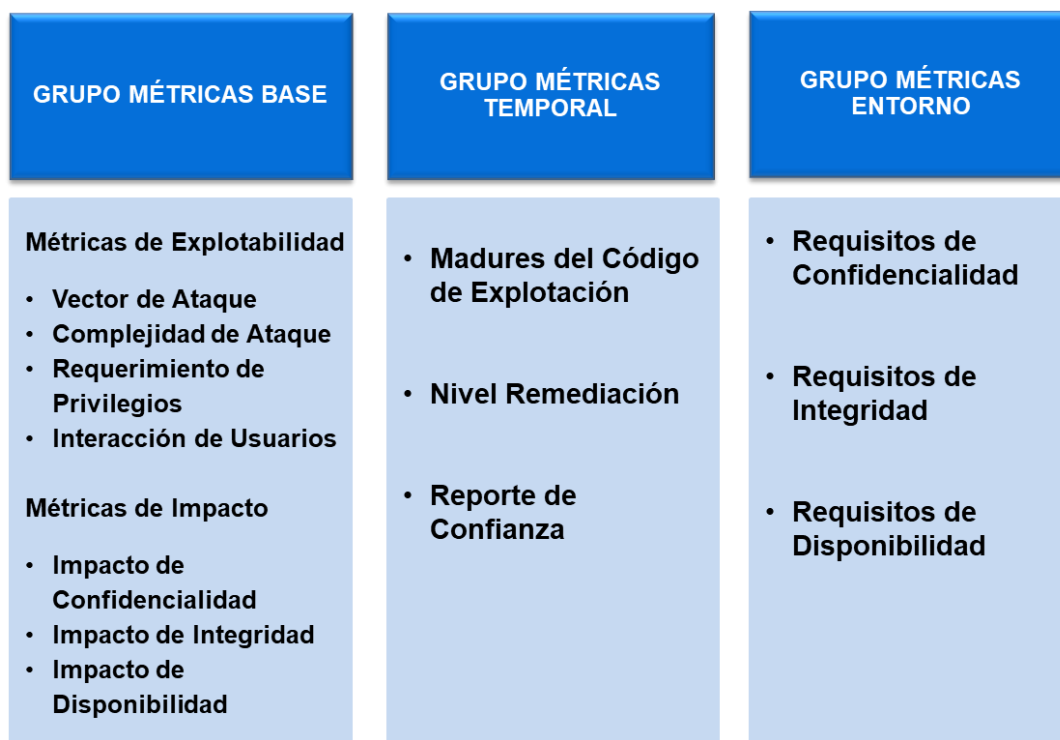 GRUPO MÉTRICAS BASE
Métricas de Explotabilidad
• Vector de Ataque
• Complejidad de Ataque
• Requerimiento de
Privilegios
• Interacción de Usuarios
Métricas de Impacto
• Impacto de
Confidencialidad
• Impacto de Integridad
• Impacto de
Disponibilidad
GRUPO MÉTRICAS
TEMPORAL
• Madures del Código
de Explotación
• Nivel Remediación
• Reporte de
Confianza
GRUPO MÉTRICAS
ENTORNO
• Requisitos de
Confidencialidad
• Requisitos de
Integridad
• Requisitos de
Disponibilidad